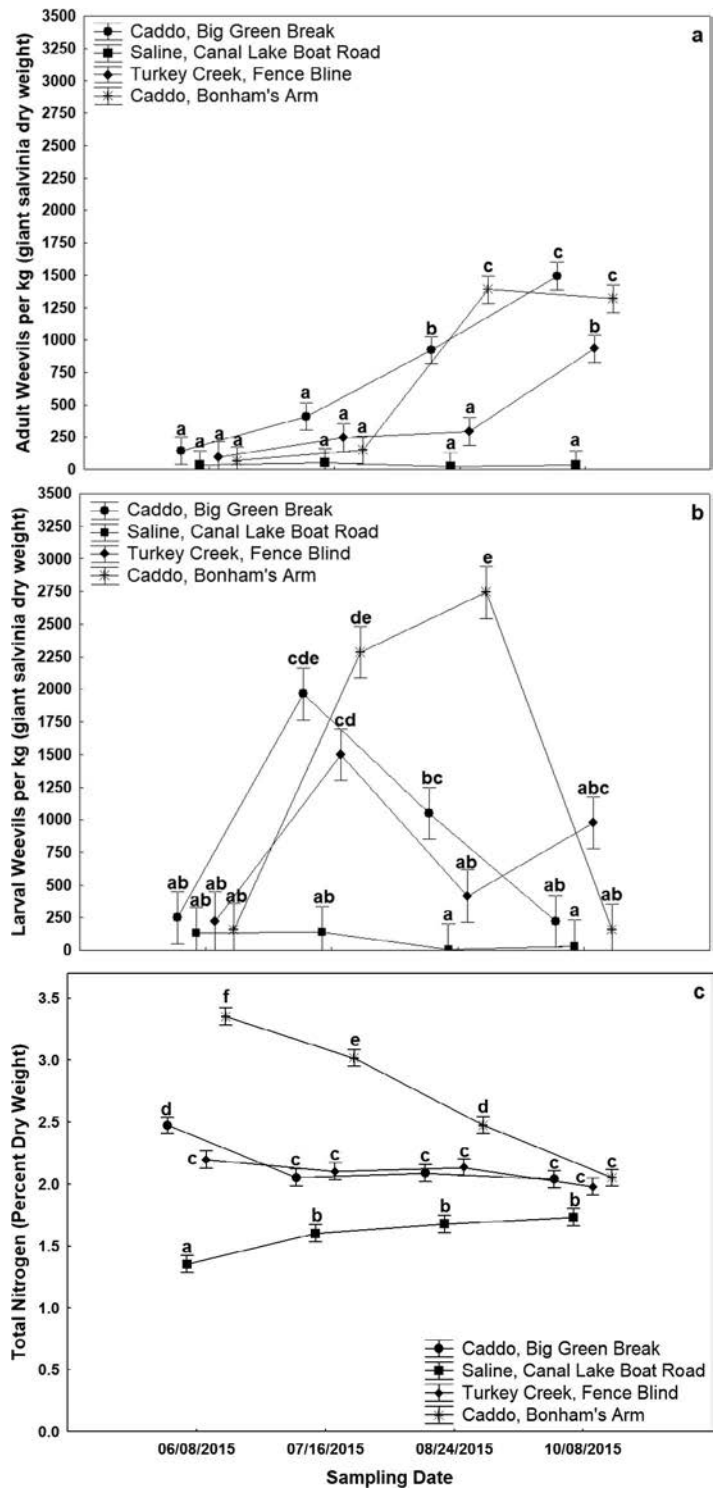 Adult Weevils per kg (giant salvinia dry weight)
3500
3250
3000
2750
2500
2250
2000
1750
1500
1250
1000
750
500
250
0
Caddo, Big Green Break
Saline, Canal Lake Boat Road
Turkey Creek, Fence Bline
Caddo, Bonham's Arm
a
c c c
b b
a a a a
a a a a a a a a
Larval Weevils per kg (giant salvinia dry weight)
3500
3250
3000
2750
2500
2250
2000
1750
1500
1250
1000
750
500
250
0
Caddo, Big Green Break
Saline, Canal Lake Boat Road
Turkey Creek, Fence Blind
Caddo, Bonham's Arm
b
e
de
cde
cd
bc abc
ab ab ab ab ab ab
ab ab a a
Total Nitrogen (Percent Dry Weight)
3.5
3.0
2.5
2.0
1.5
1.0
0.5
0.0
c
f
e
d d
c c c c c c c c
a b b b
Caddo, Big Green Break
Saline, Canal Lake Boat Road
Turkey Creek, Fence Blind
Caddo, Bonham's Arm
06/08/2015 07/16/2015 08/24/2015 10/08/2015
Sampling Date